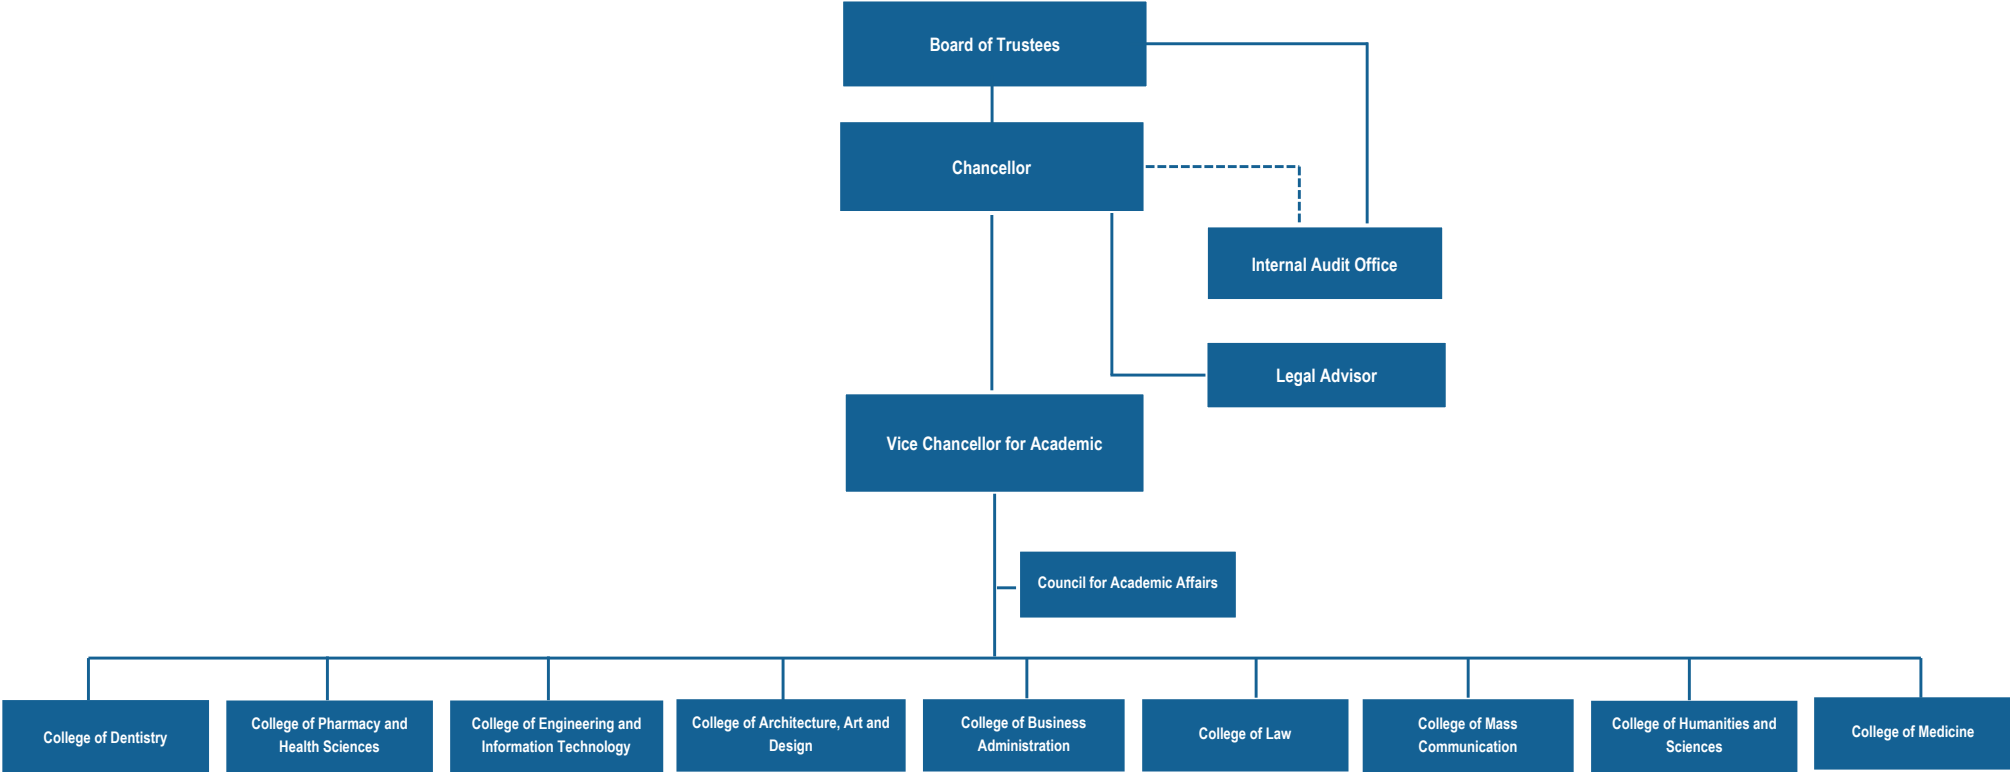 Board of Trustees
Chancellor
Internal Audit Office
Legal Advisor
Vice Chancellor for Academic
Council for Academic Affairs
College of Dentistry
College of Pharmacy and
Health Sciences
College of Engineering and
Information Technology
College of Architecture, Art and
Design
College of Business
Administration
College of Law
College of Mass
Communication
College of Humanities and
Sciences
College of Medicine